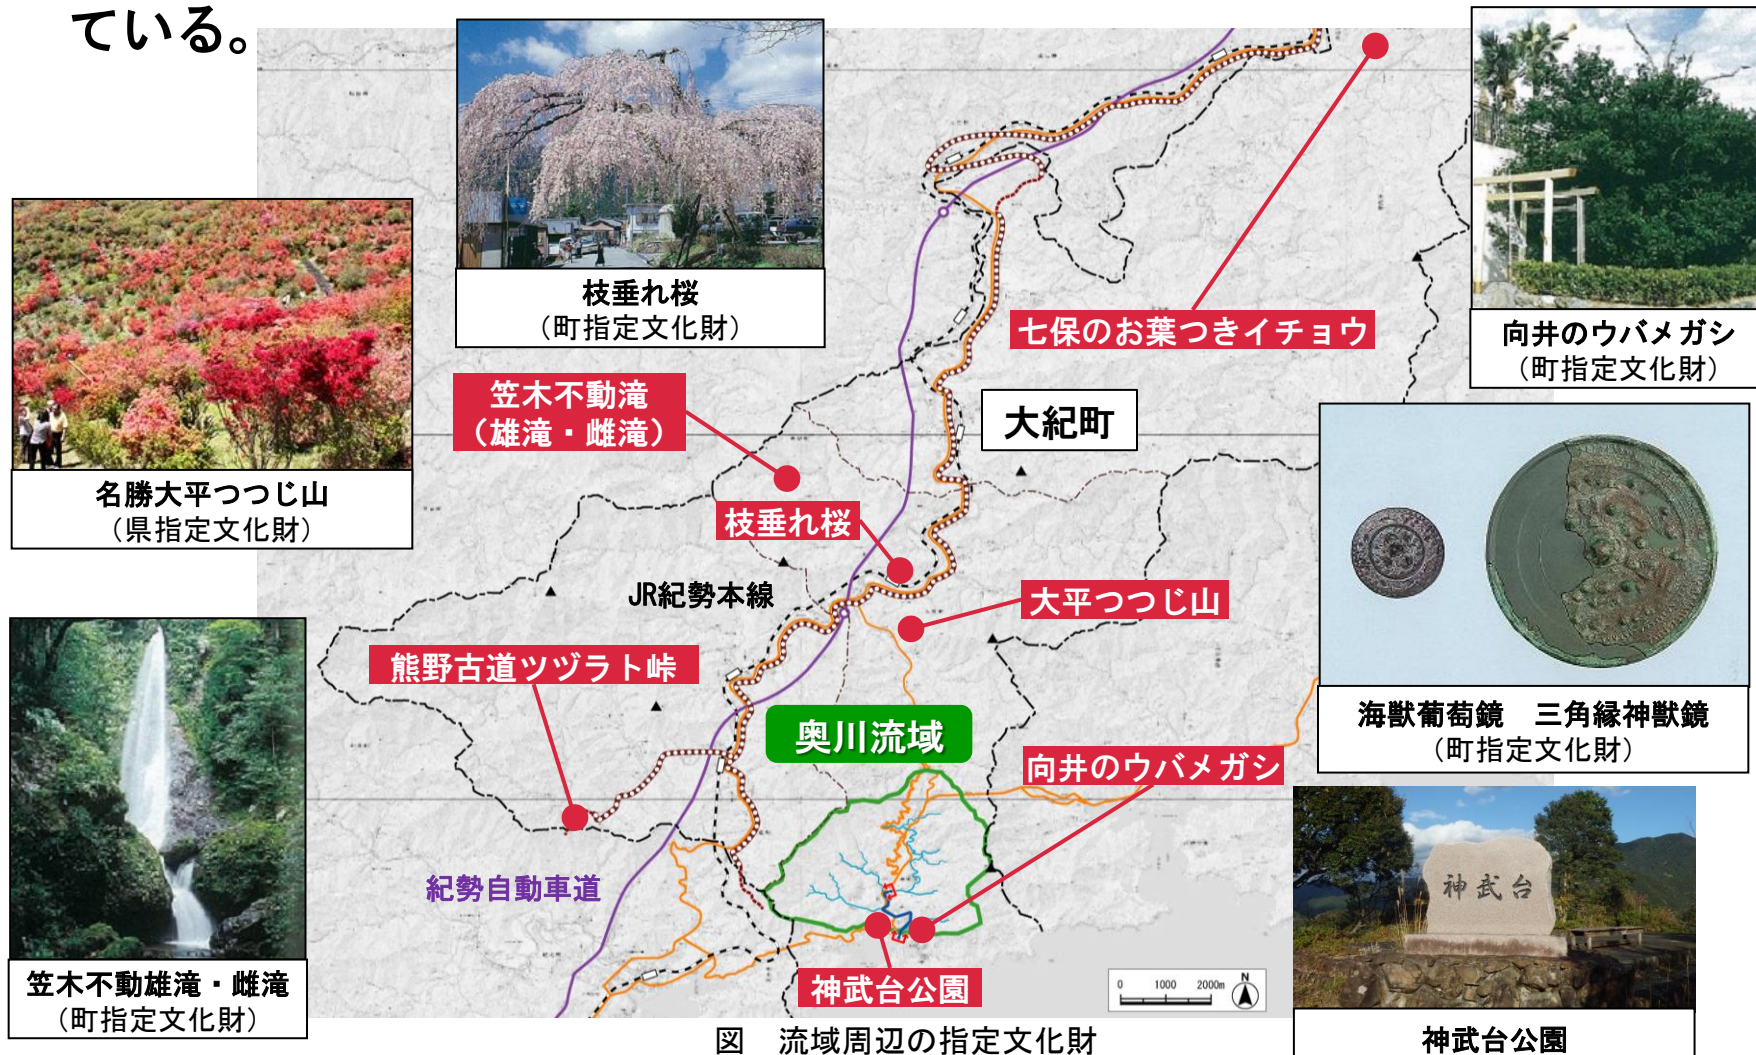 ている。
枝垂れ桜
（町指定文化財）
向井のウバメガシ
（町指定文化財）
七保のお葉つきイチョウ
笠木不動滝
（雄滝・雌滝）
大紀町
名勝大平つつじ山
（県指定文化財）
枝垂れ桜
JR紀勢本線
大平つつじ山
熊野古道ツヅラト峠
海獣葡萄鏡　三角縁神獣鏡
（町指定文化財）
奥川流域
向井のウバメガシ
紀勢自動車道
神武台
神武台公園
笠木不動雄滝・雌滝
（町指定文化財）
0 1000 2000m
N
図　流域周辺の指定文化財
神武台公園